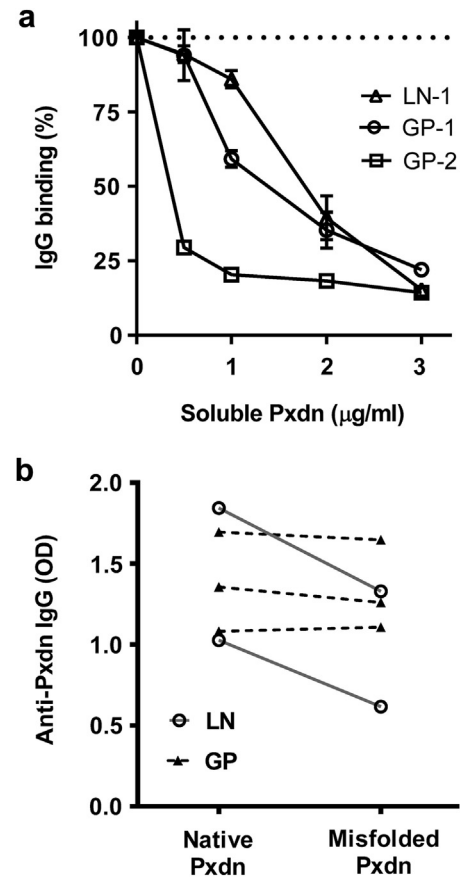 a
100
75
50
25
0
IgG binding (%)
LN-1
GP-1
GP-2
0 1 2 3
Soluble Pxdn (μg/ml)
b
2.0
1.5
1.0
0.5
0.0
Anti-Pxdn IgG (OD)
LN
GP
Native Misfolded
Pxdn Pxdn